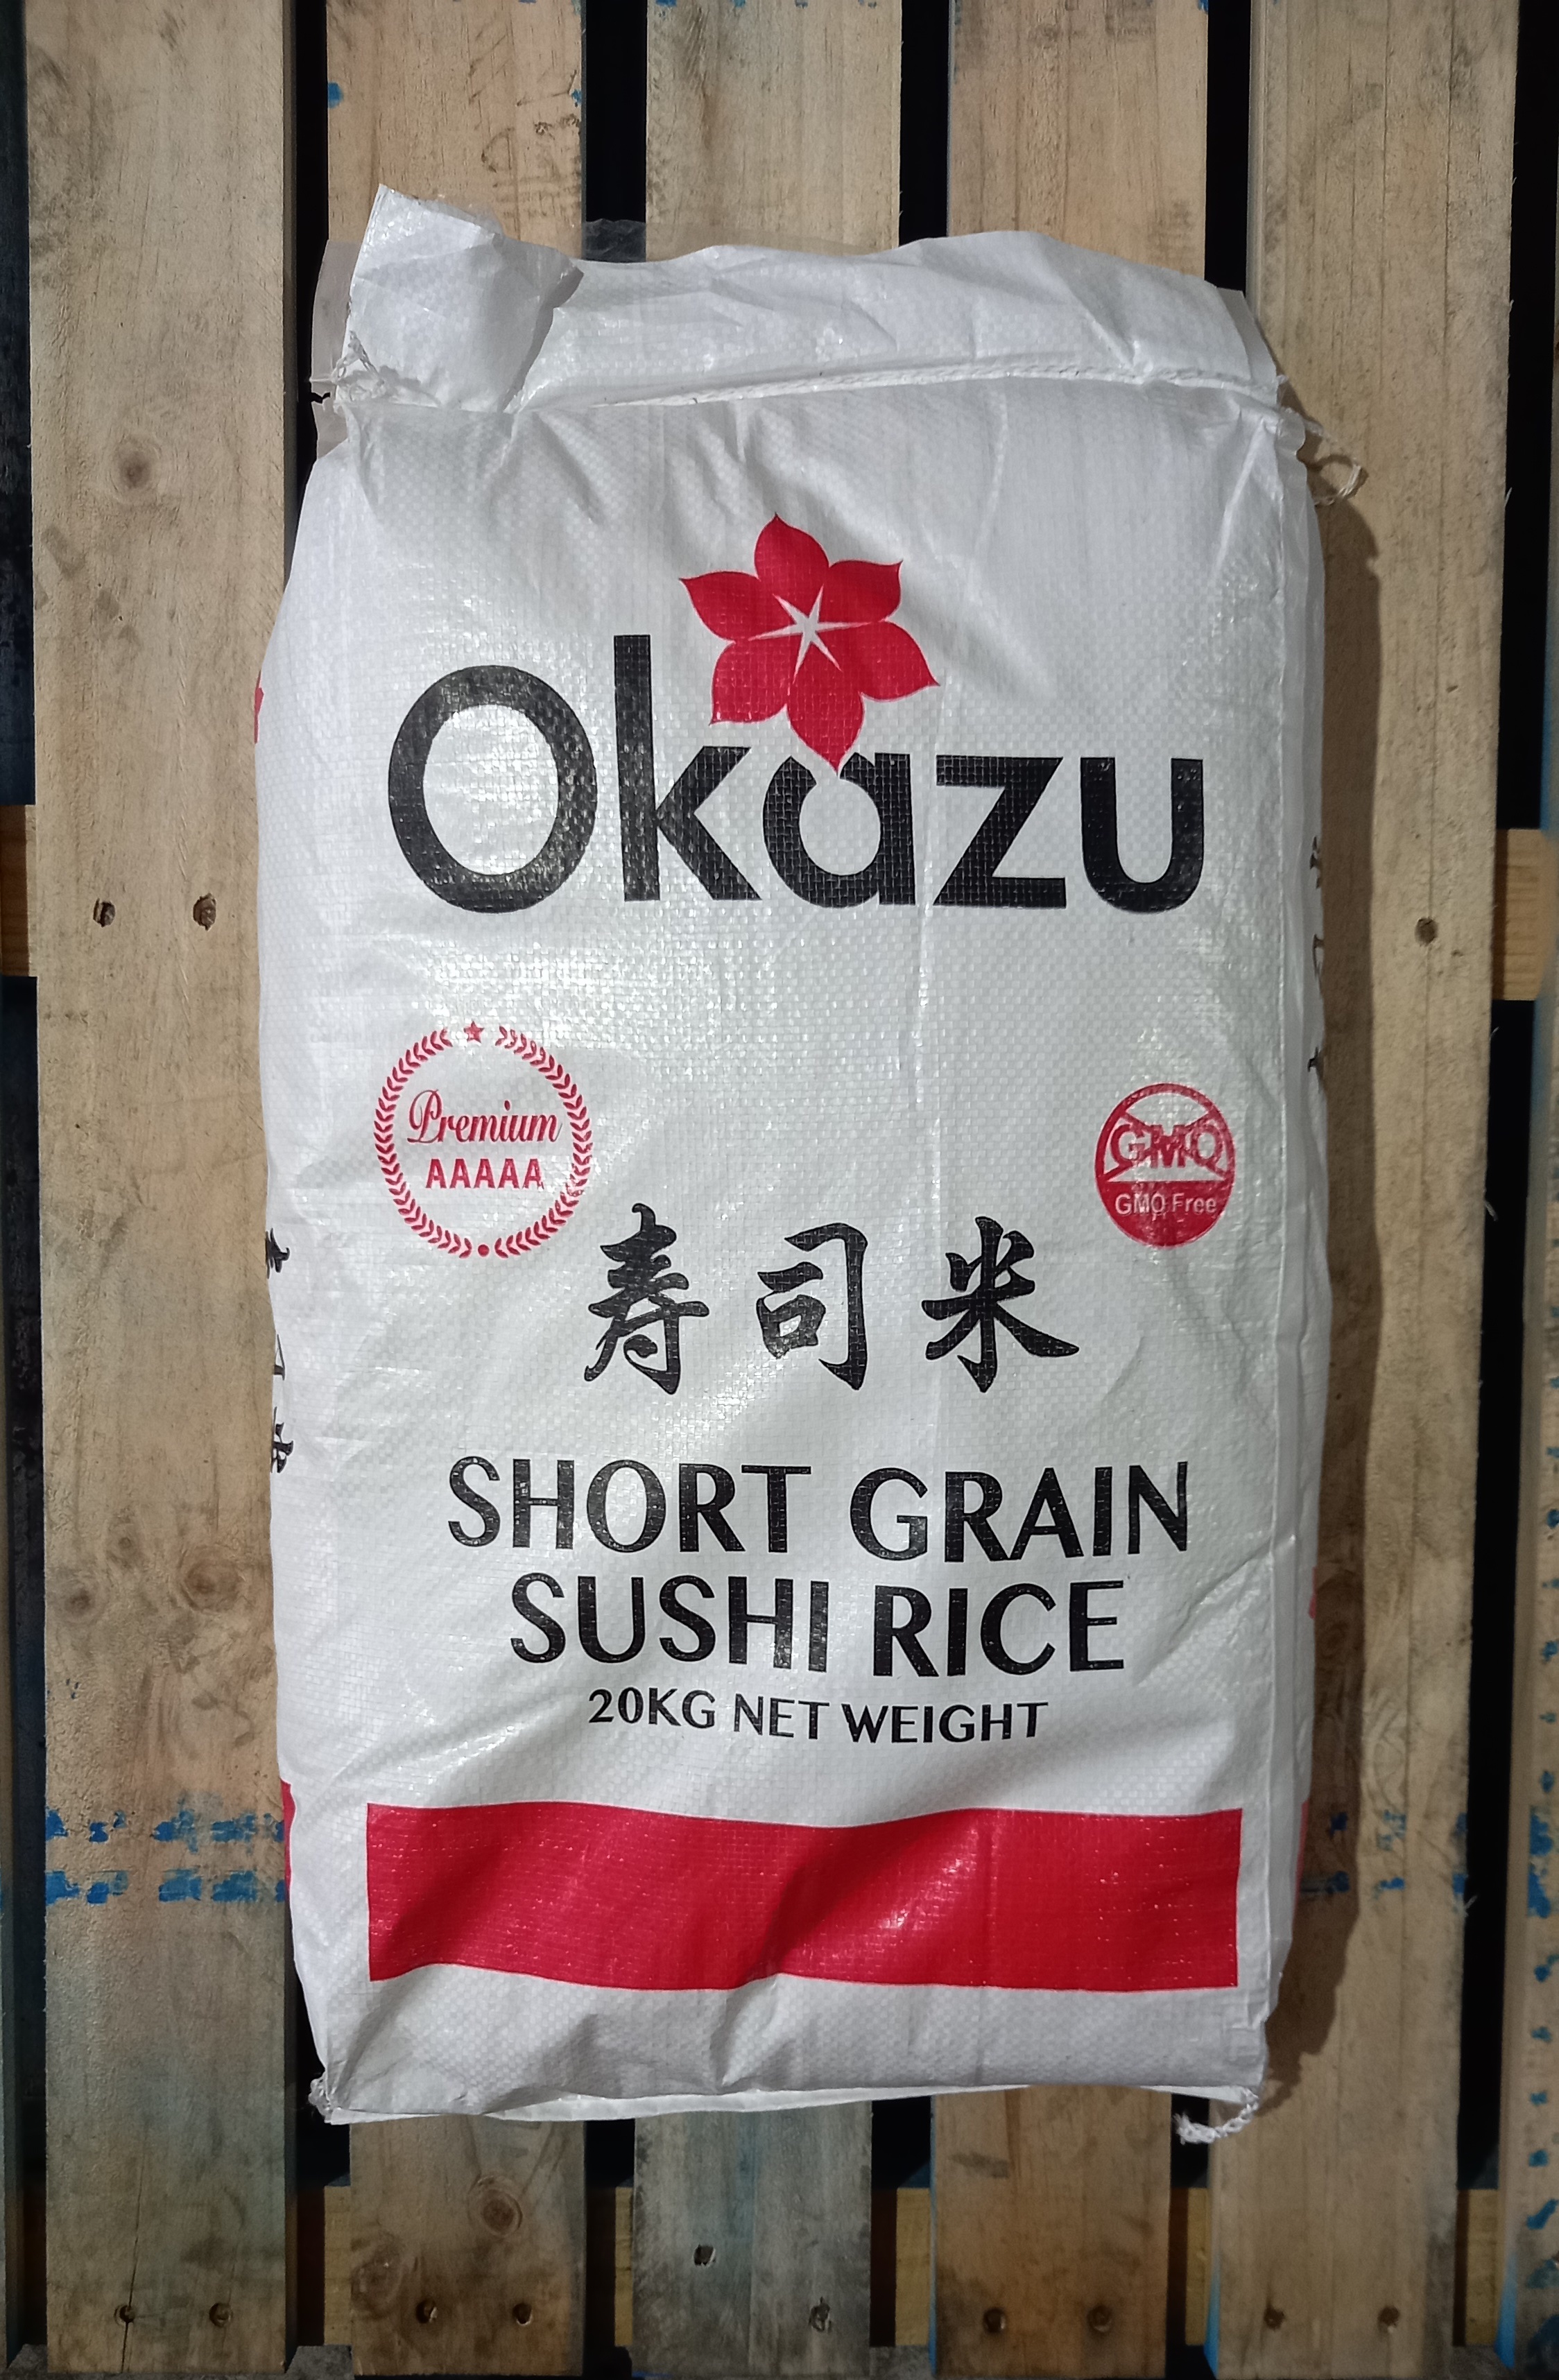 Okazu
Premium
AAAAA
GMO
GMO Free
寿司米
SHORT GRAIN
SUSHI RICE
20KG NET WEIGHT